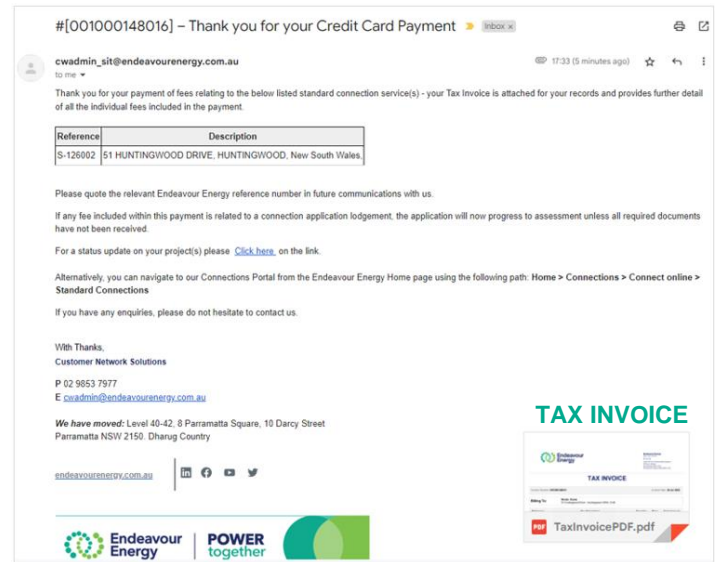 #[001000148016] – Thank you for your Credit Card Payment Inbox x
cwadmin_sit@endeavourenergy.com.au 17:33 (5 minutes ago)
to me
Thank you for your payment of fees relating to the below listed standard connection service(s) - your Tax Invoice is attached for your records and provides further detail
of all the individual fees included in the payment.
Reference Description
S-126002 51 HUNTINGWOOD DRIVE, HUNTINGWOOD, New South Wales,
Please quote the relevant Endeavour Energy reference number in future communications with us.
If any fee included within this payment is related to a connection application lodgement, the application will now progress to assessment unless all required documents
have not been received.
For a status update on your project(s) please Click here on the link.
Alternatively, you can navigate to our Connections Portal from the Endeavour Energy Home page using the following path: Home > Connections > Connect online >
Standard Connections
If you have any enquiries, please do not hesitate to contact us.
With Thanks,
Customer Network Solutions
P 02 9853 7977
E cwadmin@endeavourenergy.com.au
We have moved: Level 40-42, 8 Parramatta Square, 10 Darcy Street
Parramatta NSW 2150. Dharug Country
endeavourenergy.com.au
Endeavour
Energy
POWER
together
TAX INVOICE
Endeavour
Energy
TAX INVOICE
Billing To
PDF TaxInvoicePDF.pdf